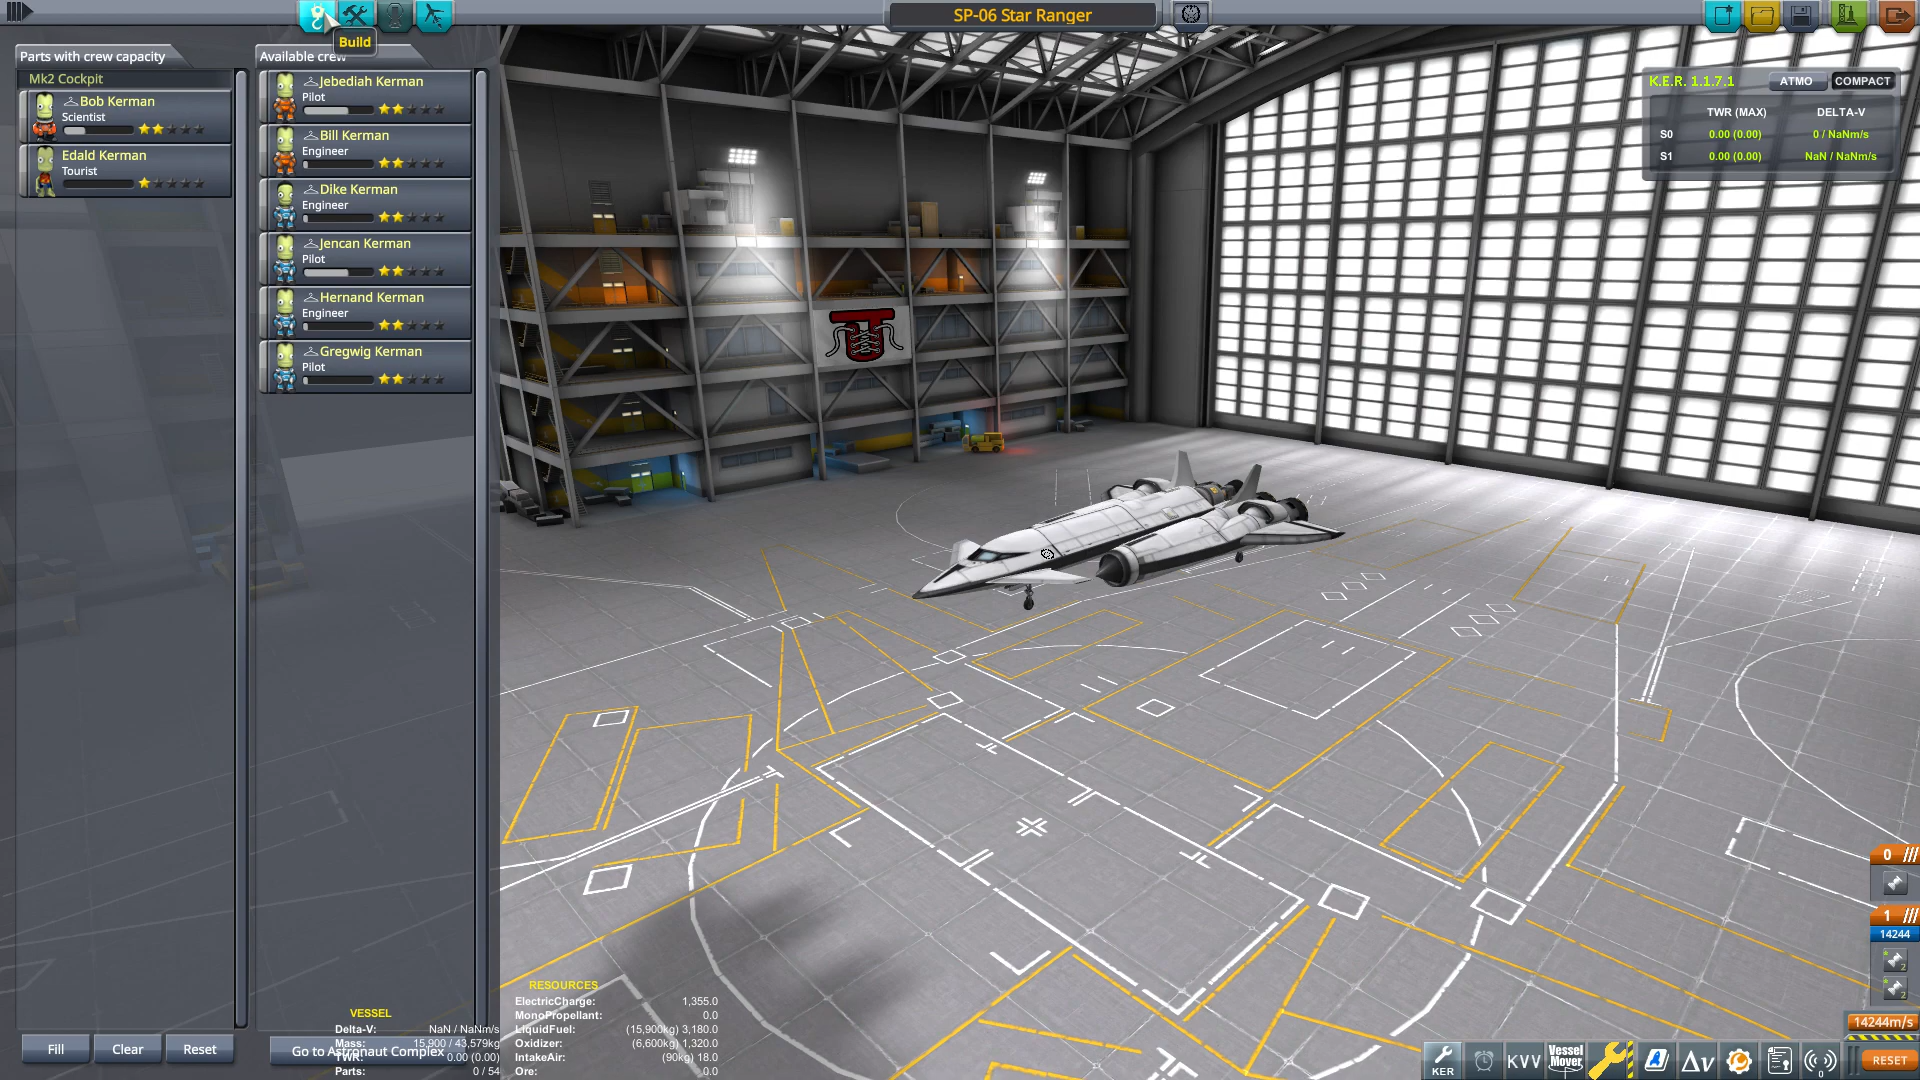 SP-06 Star Ranger
Build
Parts with crew capacity
Mk2 Cockpit
Bob Kerman
Scientist
Edald Kerman
Tourist
Available crew
Jebediah Kerman
Pilot
Bill Kerman
Engineer
Dike Kerman
Engineer
Jencan Kerman
Pilot
Hernand Kerman
Engineer
Gregwig Kerman
Pilot
K.E.R. 1.1.7.1 ATMO COMPACT
TWR (MAX) DELTA-V
S0 0.00 (0.00) 0 / NaNm/s
S1 0.00 (0.00) NaN / NaNm/s
0
1
14244
2
2
14244m/s
Fill Clear Reset
Go to Astronaut Complex
VESSEL
Delta-V: NaN / NaNm/s
Mass: 15,900 / 43,579kg
TWR: 0.00 (0.00)
Parts: 0 / 54
RESOURCES
ElectricCharge: 1,355.0
MonoPropellant: 0.0
LiquidFuel: (15,900kg) 3,180.0
Oxidizer: (6,600kg) 1,320.0
IntakeAir: (90kg) 18.0
Ore: 0.0
KER KVV Vessel Mover Δv 0 RESET